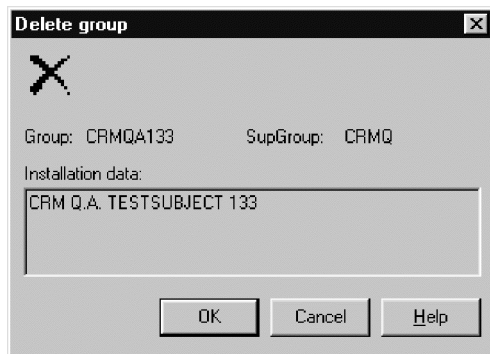 Delete group
Group: CRMQA133 SupGroup: CRMQ
Installation data:
CRM Q.A. TESTSUBJECT 133
OK Cancel Help